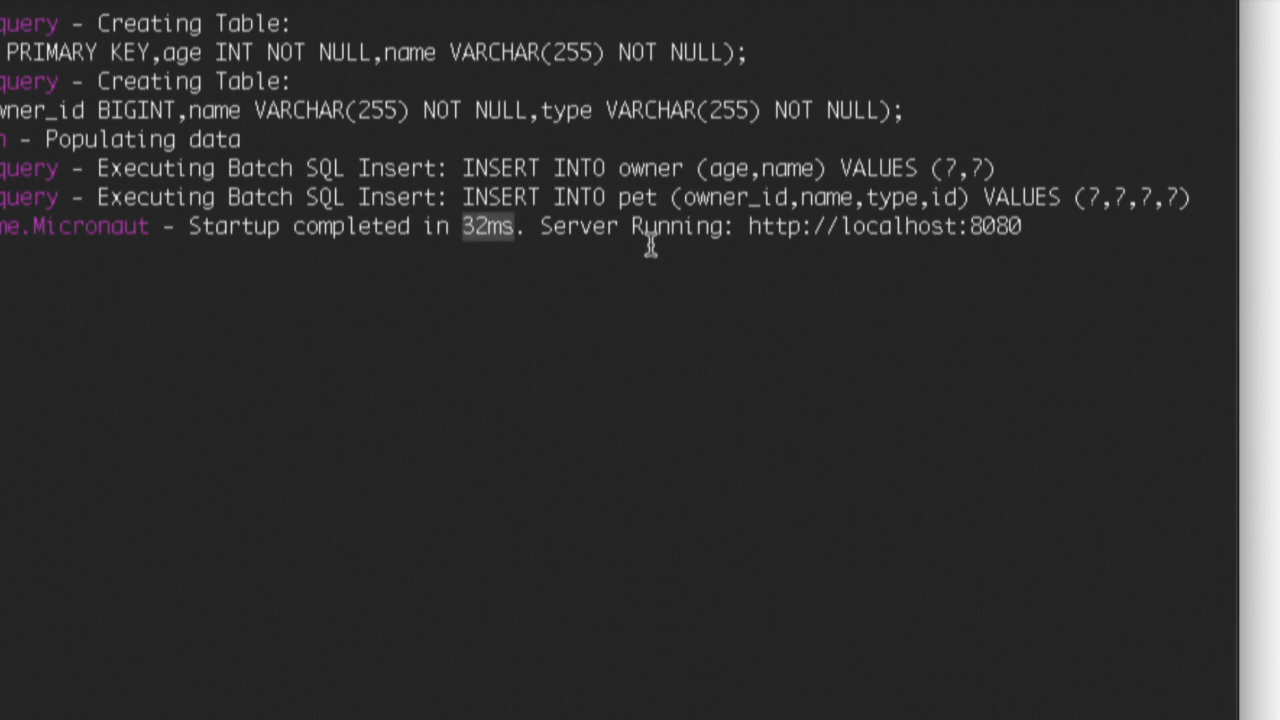 query - Creating Table:
PRIMARY KEY,age INT NOT NULL,name VARCHAR(255) NOT NULL);
query - Creating Table:
wner_id BIGINT,name VARCHAR(255) NOT NULL,type VARCHAR(255) NOT NULL);
n - Populating data
query - Executing Batch SQL Insert: INSERT INTO owner (age,name) VALUES (?,?)
query - Executing Batch SQL Insert: INSERT INTO pet (owner_id,name,type,id) VALUES (?,?,?,?)
me.Micronaut - Startup completed in 32ms. Server Running: http://localhost:8080